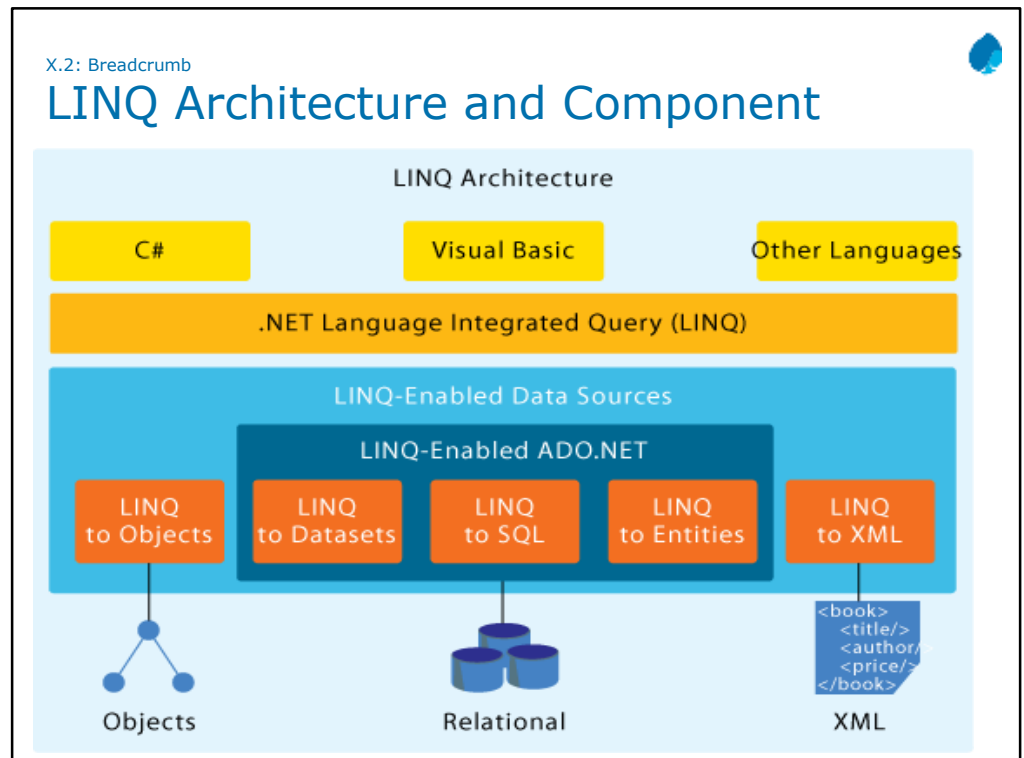 X.2: Breadcrumb
LINQ Architecture and Component
LINQ Architecture
C#
Visual Basic
Other Languages
.NET Language Integrated Query (LINQ)
LINQ-Enabled Data Sources
LINQ-Enabled ADO.NET
LINQ
to Objects
LINQ
to Datasets
LINQ
to SQL
LINQ
to Entities
LINQ
to XML
<book>
<title/>
<author/>
<price/>
</book>
Objects
Relational
XML